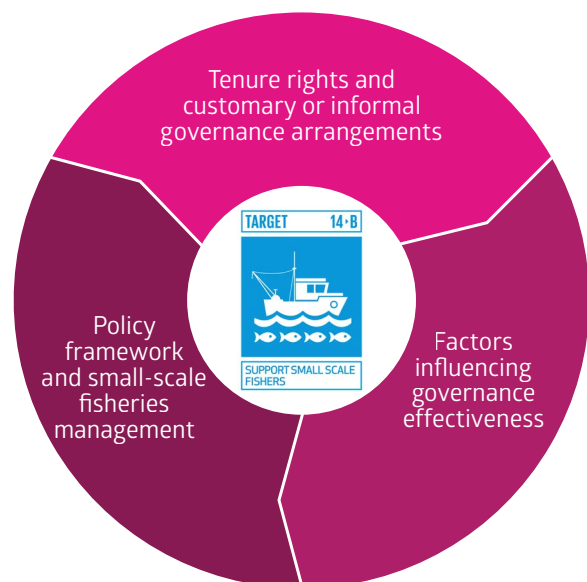 Tenure rights and
customary or informal
governance arrangements
TARGET 14·B
SUPPORT SMALL SCALE
FISHERS
Policy
framework
and small-scale
fisheries
management
Factors
influencing
governance
effectiveness